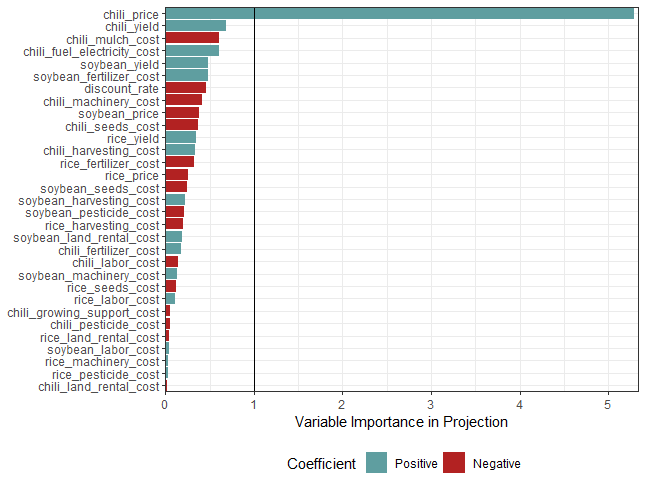 chili_price
chili_yield
chili_mulch_cost
chili_fuel_electricity_cost
soybean_yield
soybean_fertilizer_cost
discount_rate
chili_machinery_cost
soybean_price
chili_seeds_cost
rice_yield
chili_harvesting_cost
rice_fertilizer_cost
rice_price
soybean_seeds_cost
soybean_harvesting_cost
soybean_pesticide_cost
rice_harvesting_cost
soybean_land_rental_cost
chili_fertilizer_cost
chili_labor_cost
soybean_machinery_cost
rice_seeds_cost
rice_labor_cost
chili_growing_support_cost
chili_pesticide_cost
rice_land_rental_cost
soybean_labor_cost
rice_machinery_cost
rice_pesticide_cost
chili_land_rental_cost
0 1 2 3 4 5
Variable Importance in Projection
Coefficient Positive Negative